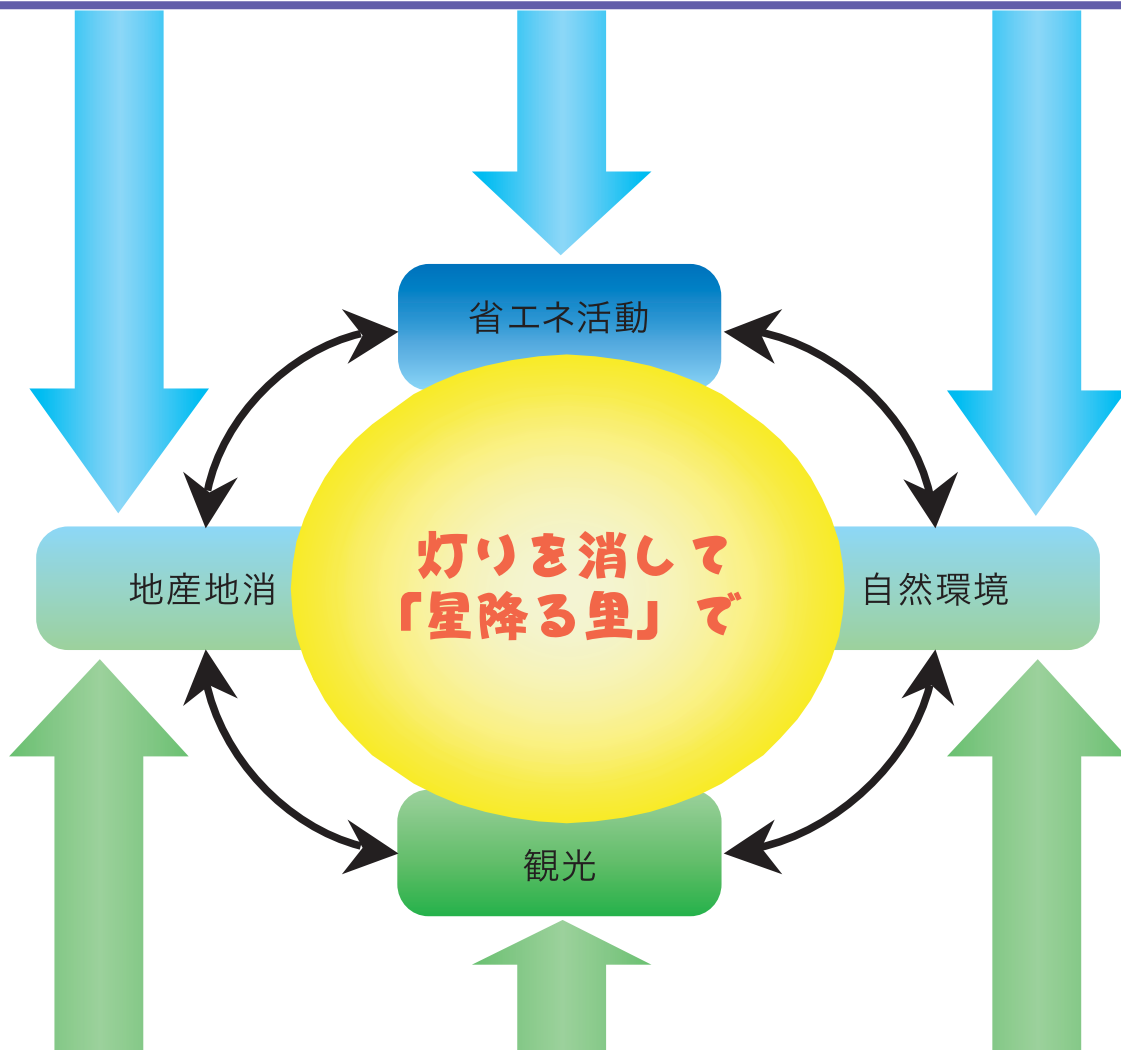 省エネ活動
灯りを消して
「星降る里」で
地産地消
自然環境
観光